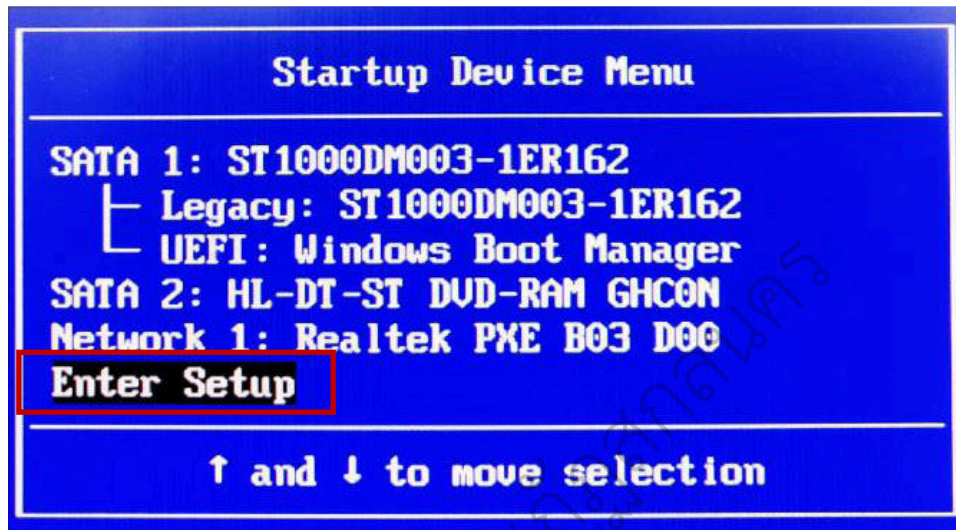 Startup Device Menu
SATA 1: ST1000DM003-1ER162
Legacy: ST1000DM003-1ER162
UEFI: Windows Boot Manager
SATA 2: HL-DT-ST DVD-RAM GHC0N
Network 1: Realtek PXE B03 D00
Enter Setup
↑ and ↓ to move selection